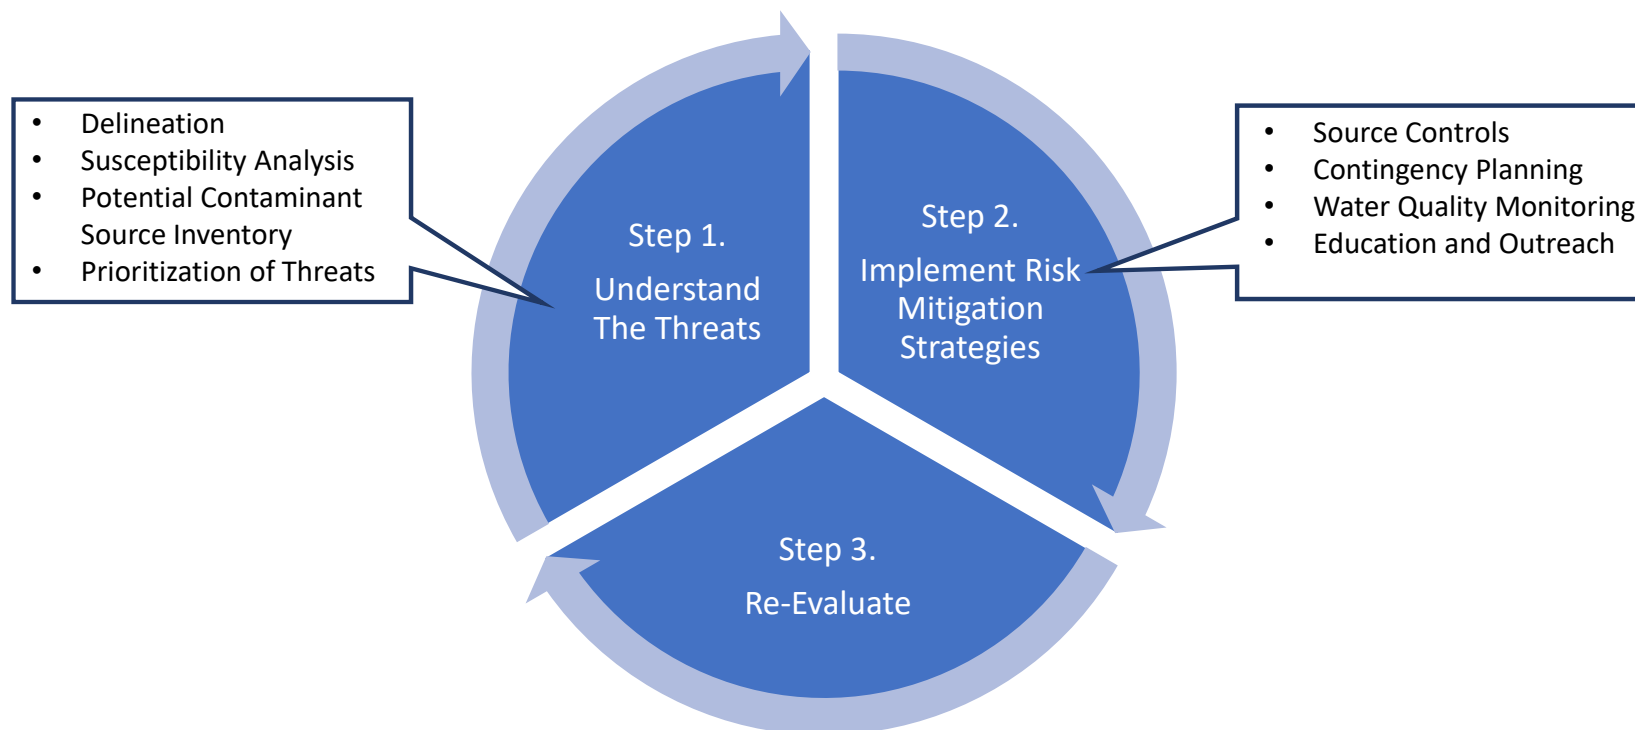 • Delineation
• Susceptibility Analysis
• Potential Contaminant
Source Inventory
• Prioritization of Threats
Step 1.
Understand
The Threats
Step 2.
Implement Risk
Mitigation
Strategies
• Source Controls
• Contingency Planning
• Water Quality Monitoring
• Education and Outreach
Step 3.
Re-Evaluate